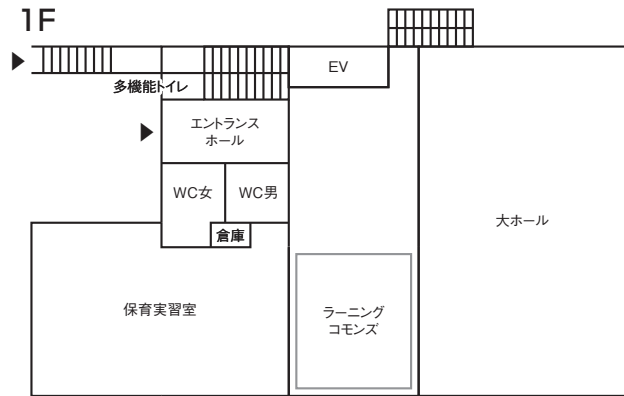 1F
EV
多機能トイレ
エントランス
ホール
WC女
WC男
大ホール
倉庫
保育実習室
ラーニング
コモンズ